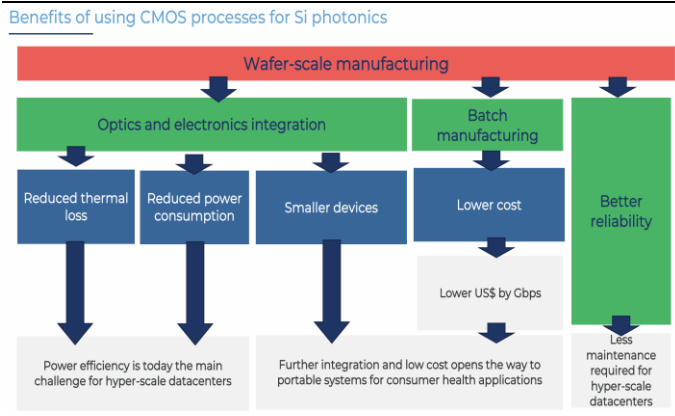 Benefits of using CMOS processes for Si photonics
Wafer-scale manufacturing
Optics and electronics integration
Batch
manufacturing
Better
reliability
Reduced thermal
loss
Reduced power
consumption
Smaller devices
Lower cost
Lower US$ by Gbps
Power efficiency is today the main
challenge for hyper-scale datacenters
Further integration and low cost opens the way to
portable systems for consumer health applications
Less
maintenance
required for
hyper-scale
datacenters